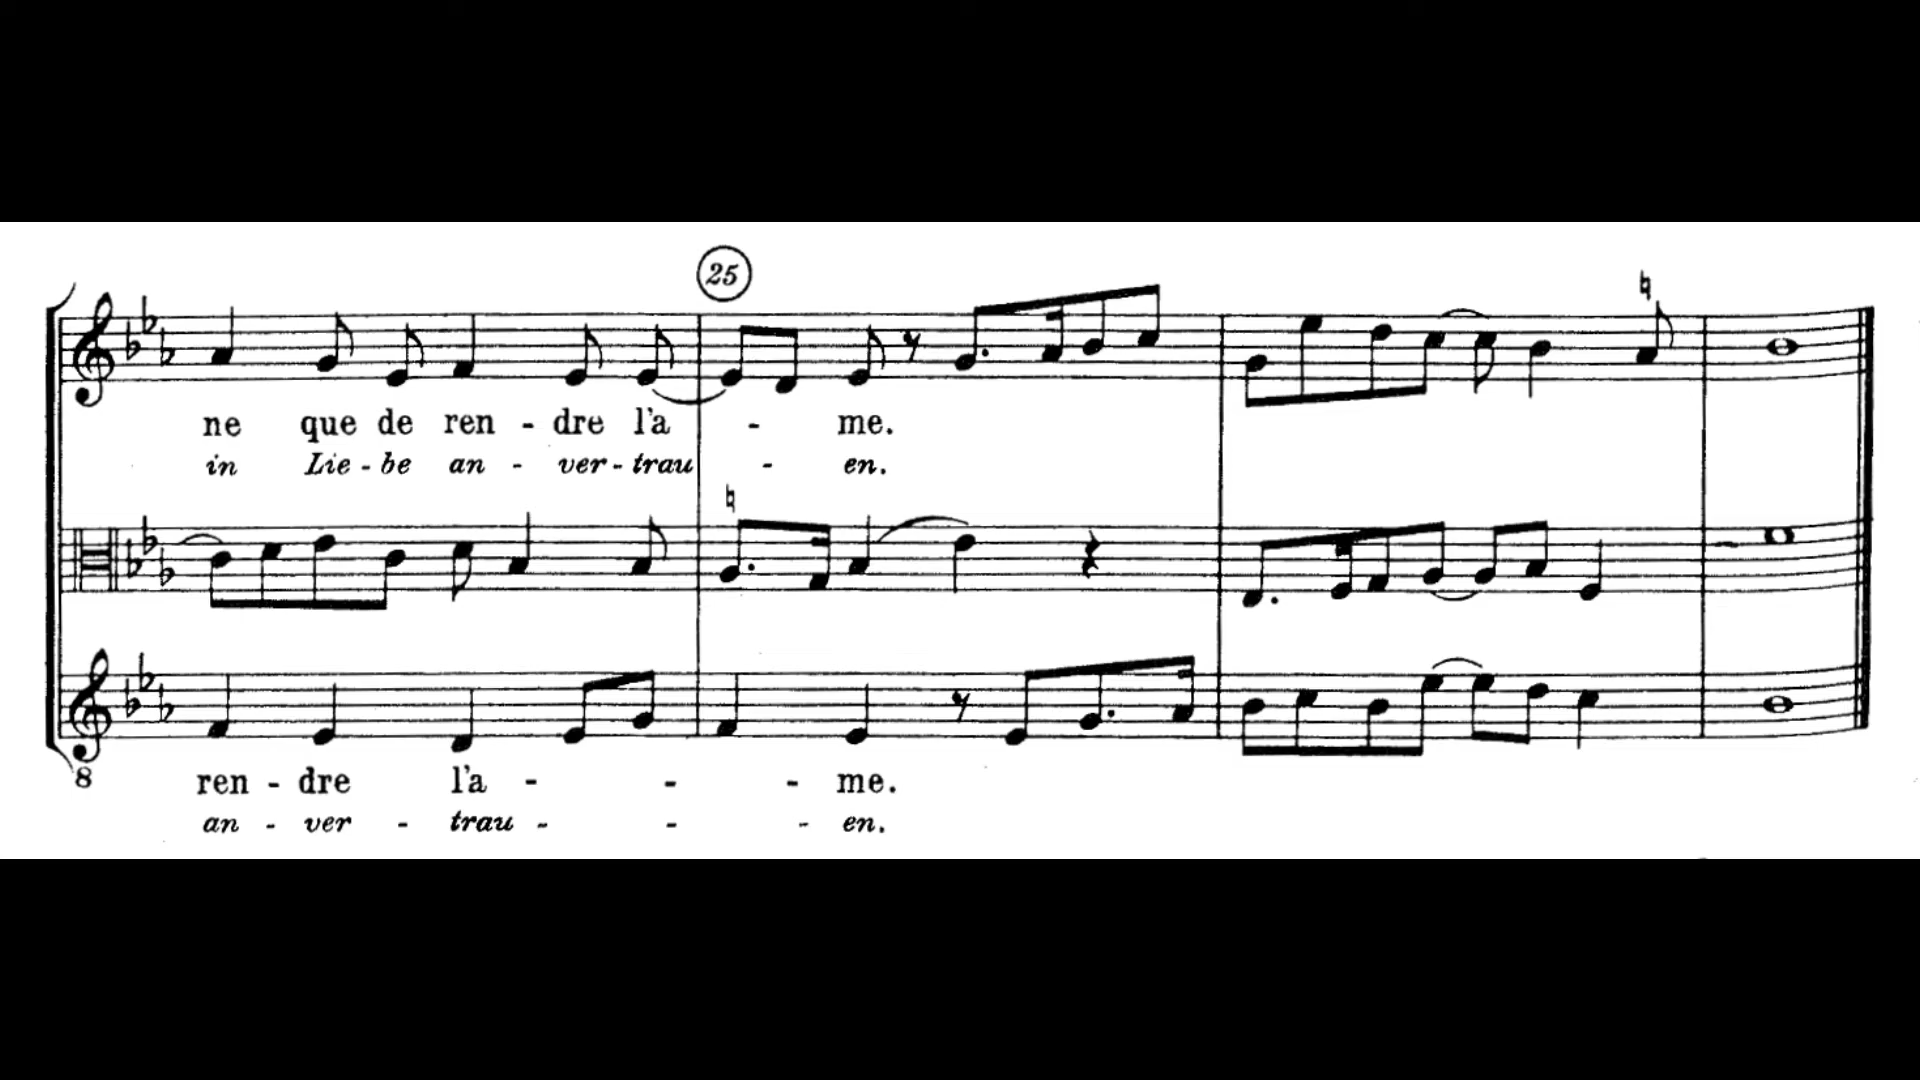 25
ne que de ren - dre l'a - me.
in Lie - be an - ver - trau - en.
8
ren - dre l'a - - - me.
an - ver - trau - - - en.